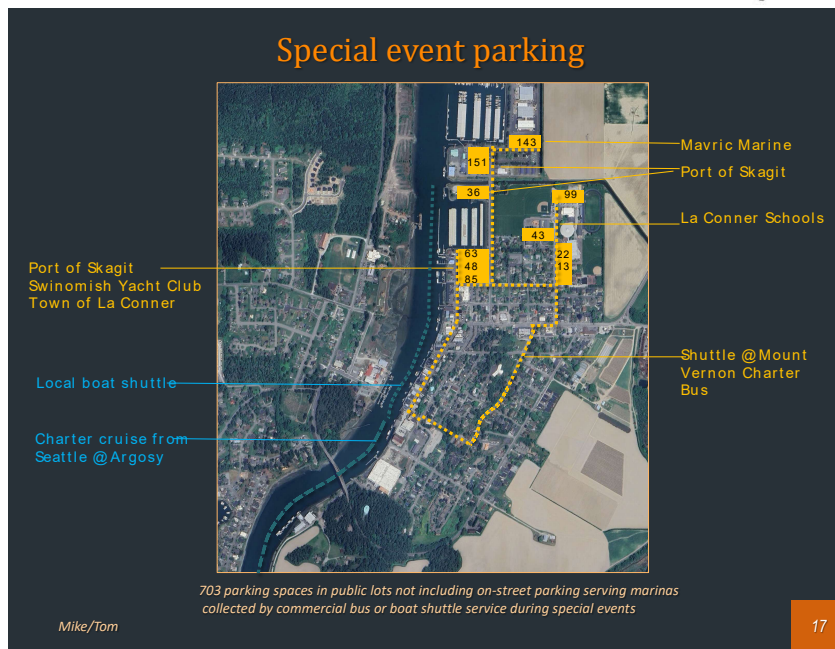 Special event parking
143
Mavric Marine
151
Port of Skagit
36
99
La Conner Schools
43
63
48
85
22
13
Port of Skagit
Swinomish Yacht Club
Town of La Conner
Shuttle @Mount
Vernon Charter
Bus
Local boat shuttle
Charter cruise from
Seattle @Argosy
703 parking spaces in public lots not including on-street parking serving marinas
collected by commercial bus or boat shuttle service during special events
Mike/Tom
17